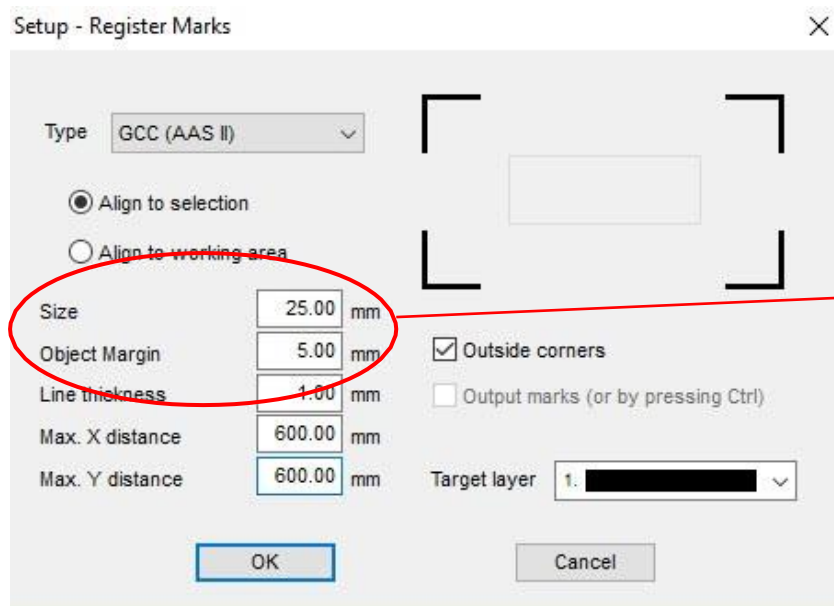 Setup - Register Marks
Type GCC (AAS II)
Align to selection
Align to working area
Size 25.00 mm
Object Margin 5.00 mm
Outside corners
Line thickness 1.00 mm
Output marks (or by pressing Ctrl)
Max. X distance 600.00 mm
Max. Y distance 600.00 mm
Target layer 1.
OK Cancel